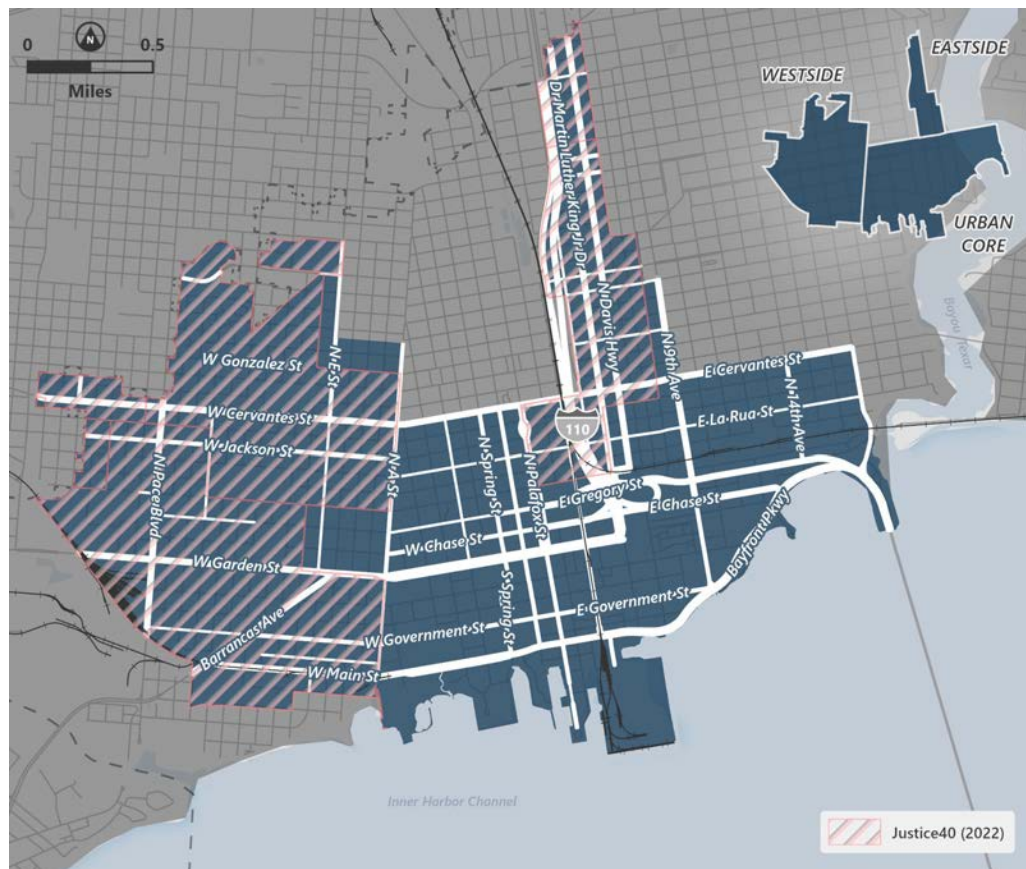 N
0 0.5
Miles
WESTSIDE
EASTSIDE
URBAN
CORE
Dr Martin Luther King Jr Dr
N Davis Hwy
N 9th Ave
E Cervantes St
N 14th Ave
E La Rua St
110
W Gonzalez St
N E St
W Cervantes St
W Jackson St
N Pace Blvd
N A St
N Spring St
N Palafox St
E Gregory St
E Chase St
W Chase St
W Garden St
Bayfront Pkwy
Barrancas Ave
W Government St
S Spring St
E Government St
W Main St
Bayou Texar
Inner Harbor Channel
Justice40 (2022)